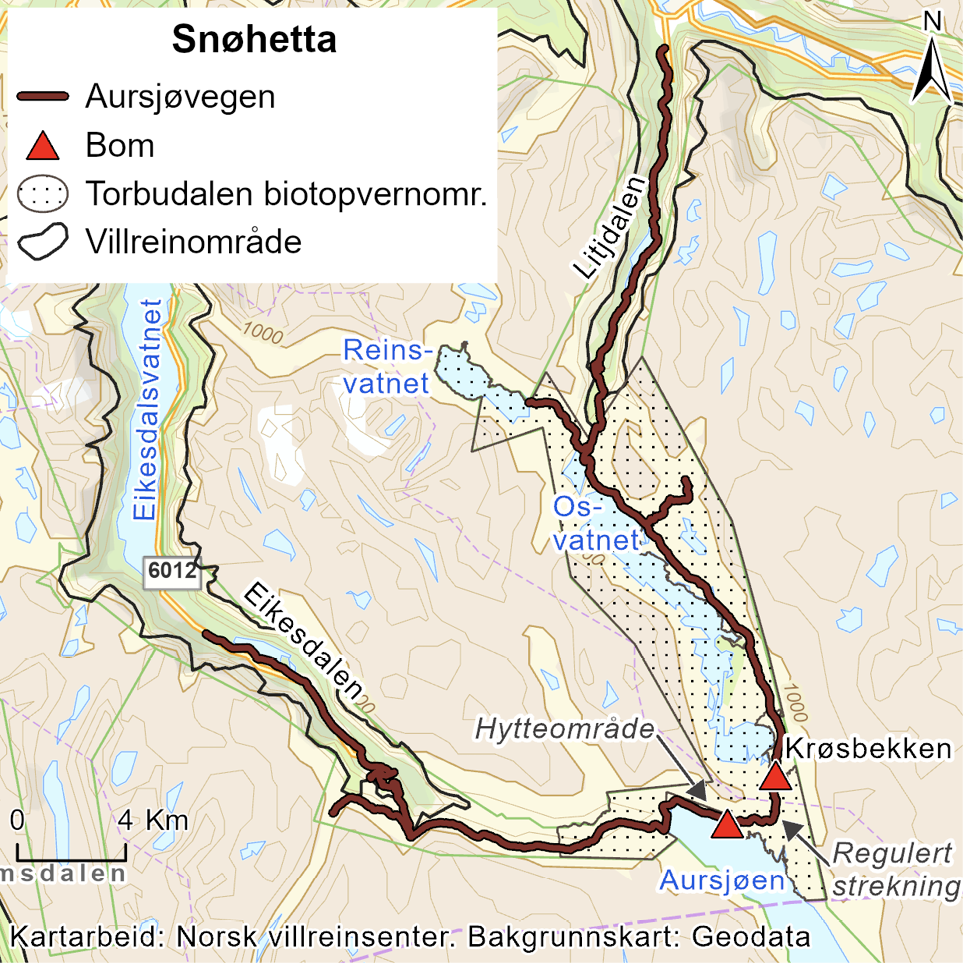 Snøhetta
N
Aursjøvegen
Bom
Torbudalen biotopvernomr.
Villreinområde
Litjdalen
1000
Reins-
vatnet
Eikesdalsvatnet
Os-
vatnet
6012
Eikesdalen
1000
Hytteområde
Krøsbekken
0 4 Km
Regulert
strekning
Aursjøen
msdalen
Kartarbeid: Norsk villreinsenter. Bakgrunnskart: Geodata